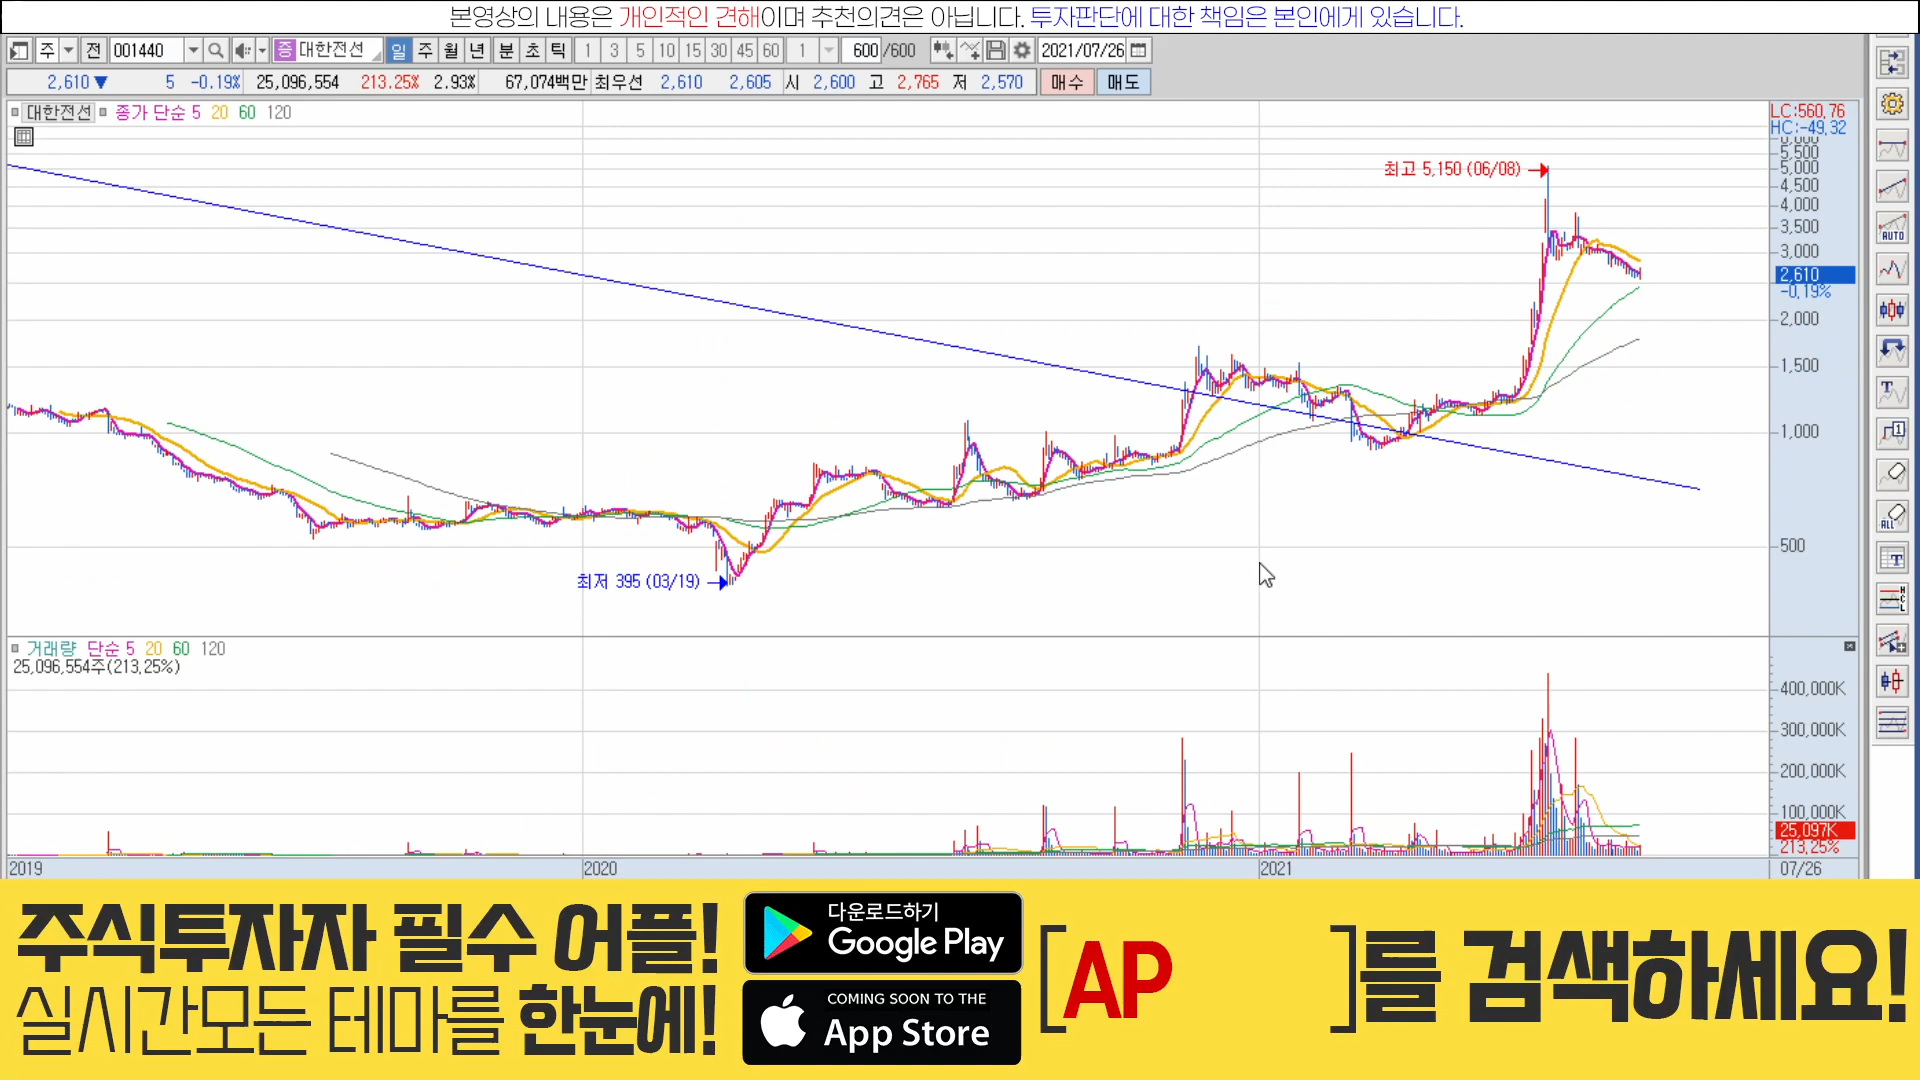 본영상의 내용은 개인적인 견해이며 추천의견은 아닙니다. 투자판단에 대한 책임은 본인에게 있습니다.
주 전 001440 증 대한전선 일 주 월 년 분 초 틱 1 3 5 10 15 30 45 60 1 600 /600 2021/07/26
2,610 ▼ 5 -0.19% 25,096,554 213.25% 2.93% 67,074백만 최우선 2,610 2,605 시 2,600 고 2,765 저 2,570 매수 매도
대한전선 종가 단순 5 20 60 120
LC:560.76
HC:-49.32
6,000
5,500
5,000
4,500
4,000
3,500
3,000
2,610
-0.19%
2,000
1,500
1,000
500
최고 5,150 (06/08)
최저 395 (03/19)
거래량 단순 5 20 60 120
25,096,554주(213.25%)
400,000K
300,000K
200,000K
100,000K
25,097K
213.25%
2019 2020 2021 07/26
AUTO
T
1
ALL
T
H
C
L
주식투자자 필수 어플!
실시간모든 테마를 한눈에!
다운로드하기
Google Play
COMING SOON TO THE
App Store
[AP ]를 검색하세요!